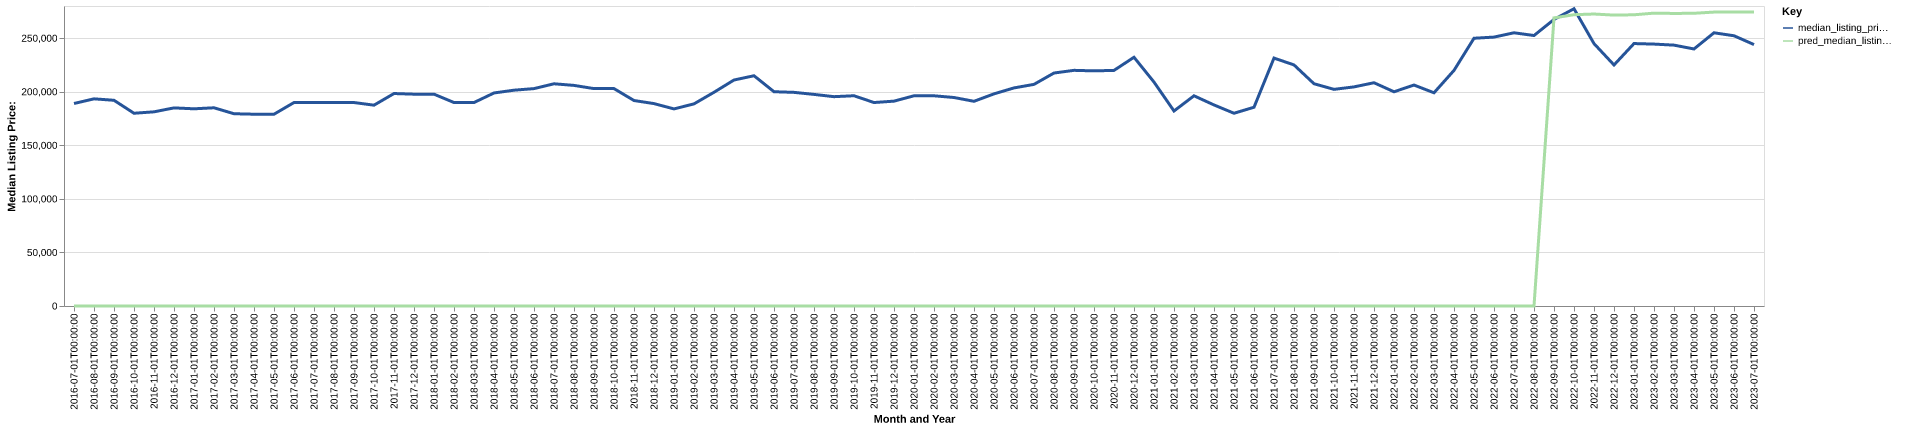 Key
median_listing_pri…
pred_median_listin…
Median Listing Price:
250,000
200,000
150,000
100,000
50,000
0
2016-07-01T00:00:00
2016-08-01T00:00:00
2016-09-01T00:00:00
2016-10-01T00:00:00
2016-11-01T00:00:00
2016-12-01T00:00:00
2017-01-01T00:00:00
2017-02-01T00:00:00
2017-03-01T00:00:00
2017-04-01T00:00:00
2017-05-01T00:00:00
2017-06-01T00:00:00
2017-07-01T00:00:00
2017-08-01T00:00:00
2017-09-01T00:00:00
2017-10-01T00:00:00
2017-11-01T00:00:00
2017-12-01T00:00:00
2018-01-01T00:00:00
2018-02-01T00:00:00
2018-03-01T00:00:00
2018-04-01T00:00:00
2018-05-01T00:00:00
2018-06-01T00:00:00
2018-07-01T00:00:00
2018-08-01T00:00:00
2018-09-01T00:00:00
2018-10-01T00:00:00
2018-11-01T00:00:00
2018-12-01T00:00:00
2019-01-01T00:00:00
2019-02-01T00:00:00
2019-03-01T00:00:00
2019-04-01T00:00:00
2019-05-01T00:00:00
2019-06-01T00:00:00
2019-07-01T00:00:00
2019-08-01T00:00:00
2019-09-01T00:00:00
2019-10-01T00:00:00
2019-11-01T00:00:00
2019-12-01T00:00:00
2020-01-01T00:00:00
2020-02-01T00:00:00
2020-03-01T00:00:00
2020-04-01T00:00:00
2020-05-01T00:00:00
2020-06-01T00:00:00
2020-07-01T00:00:00
2020-08-01T00:00:00
2020-09-01T00:00:00
2020-10-01T00:00:00
2020-11-01T00:00:00
2020-12-01T00:00:00
2021-01-01T00:00:00
2021-02-01T00:00:00
2021-03-01T00:00:00
2021-04-01T00:00:00
2021-05-01T00:00:00
2021-06-01T00:00:00
2021-07-01T00:00:00
2021-08-01T00:00:00
2021-09-01T00:00:00
2021-10-01T00:00:00
2021-11-01T00:00:00
2021-12-01T00:00:00
2022-01-01T00:00:00
2022-02-01T00:00:00
2022-03-01T00:00:00
2022-04-01T00:00:00
2022-05-01T00:00:00
2022-06-01T00:00:00
2022-07-01T00:00:00
2022-08-01T00:00:00
2022-09-01T00:00:00
2022-10-01T00:00:00
2022-11-01T00:00:00
2022-12-01T00:00:00
2023-01-01T00:00:00
2023-02-01T00:00:00
2023-03-01T00:00:00
2023-04-01T00:00:00
2023-05-01T00:00:00
2023-06-01T00:00:00
2023-07-01T00:00:00
Month and Year